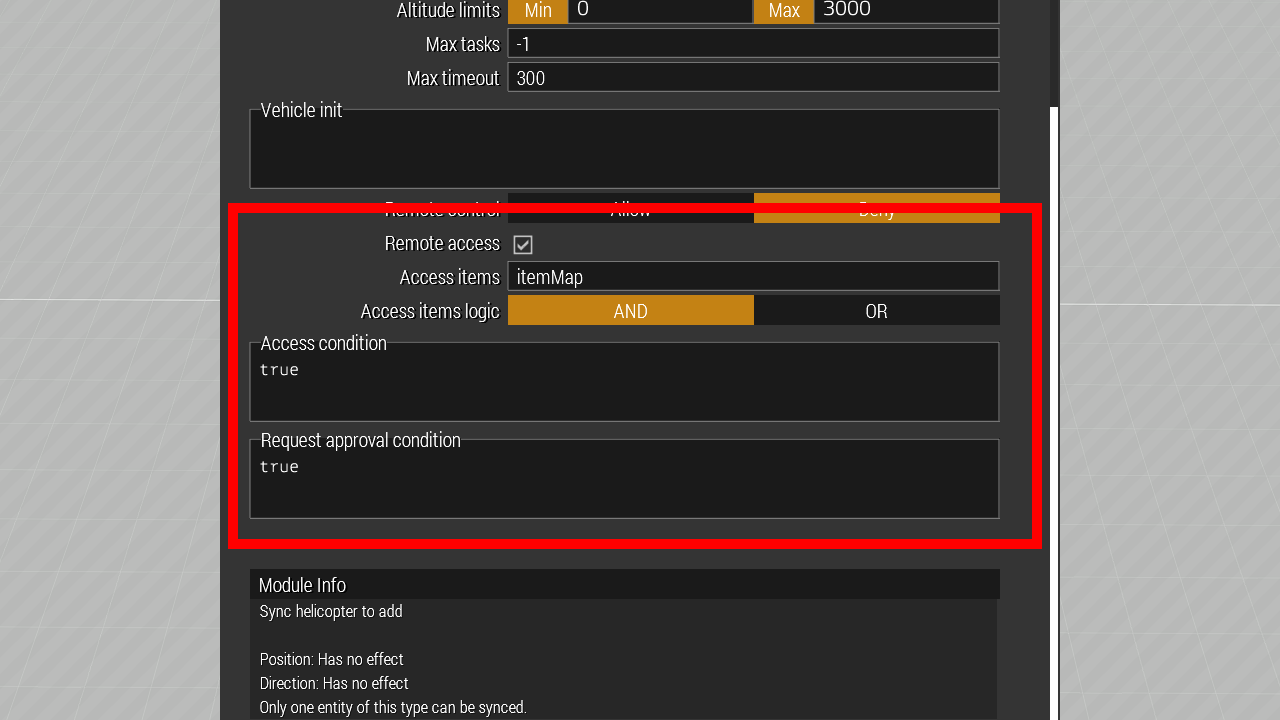 Altitude limits Min 0 Max 3000
Max tasks -1
Max timeout 300
Vehicle init
Remote control Allow Deny
Remote access
Access items itemMap
Access items logic AND OR
Access condition
true
Request approval condition
true
Module Info
Sync helicopter to add
Position: Has no effect
Direction: Has no effect
Only one entity of this type can be synced.